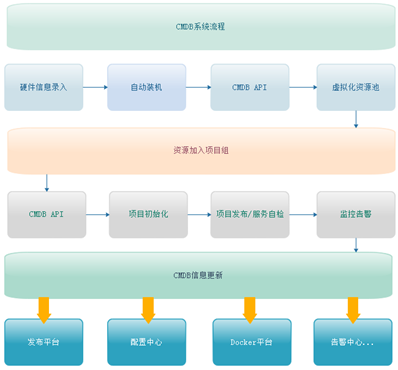 CMDB系统流程
硬件信息录入
自动装机
CMDB API
虚拟化资源池
资源加入项目组
CMDB API
项目初始化
项目发布/服务自检
监控告警
CMDB信息更新
发布平台
配置中心
Docker平台
告警中心...